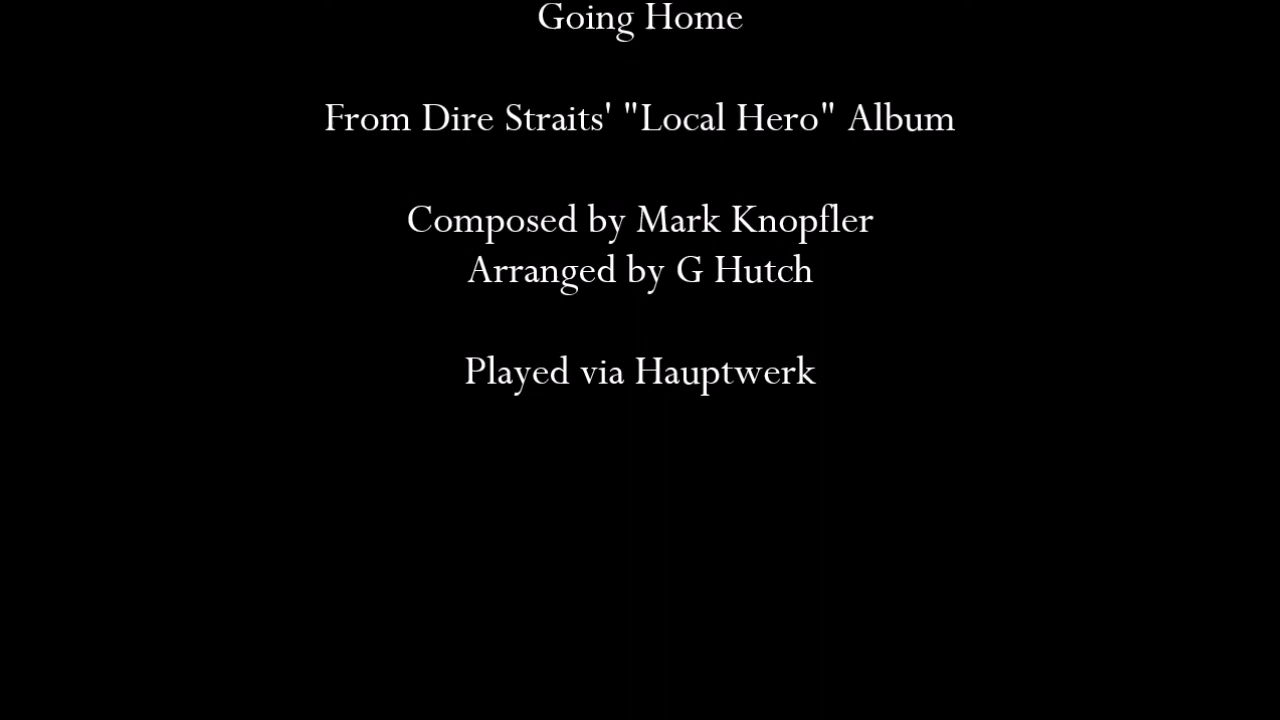 Going Home
From Dire Straits' "Local Hero" Album
Composed by Mark Knopfler
Arranged by G Hutch
Played via Hauptwerk